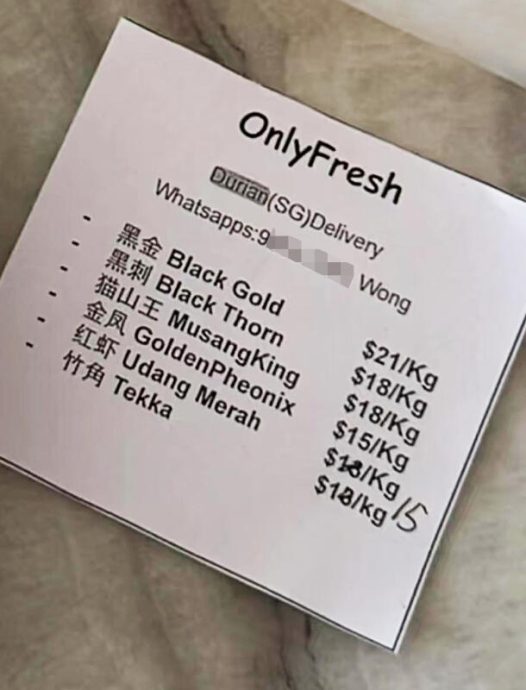 OnlyFresh
Durian(SG)Delivery
Whatsapps:9 Wong
- 黑金 Black Gold $21/Kg
- 黑刺 Black Thorn $18/Kg
- 猫山王 MusangKing $18/Kg
- 金凤 GoldenPheonix $15/Kg
- 红虾 Udang Merah $18/Kg 15
- 竹角 Tekka $18/kg